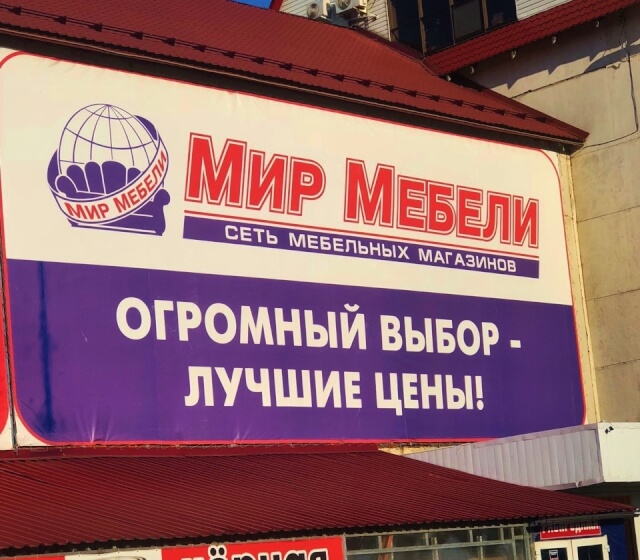 МИР МЕБЕЛИ
МИР МЕБЕЛИ
СЕТЬ МЕБЕЛЬНЫХ МАГАЗИНОВ
ОГРОМНЫЙ ВЫБОР -
ЛУЧШИЕ ЦЕНЫ!